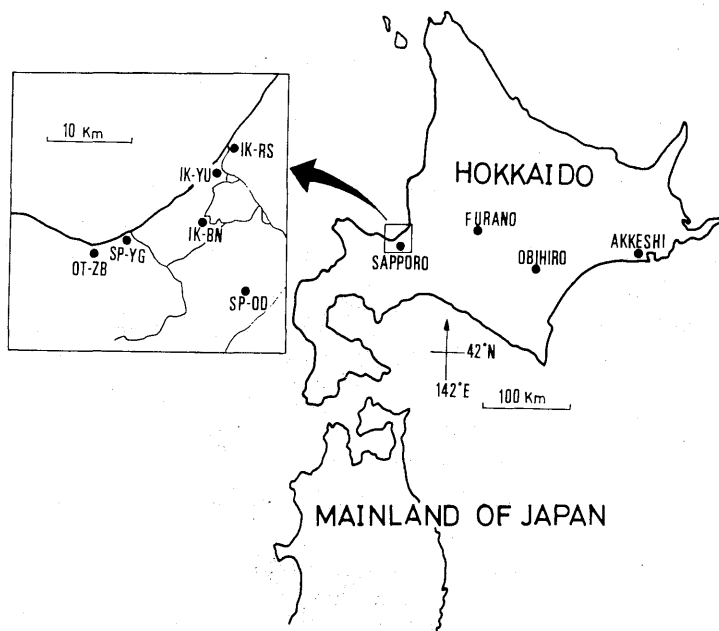 10 Km
IK-RS
IK-YU
IK-BN
SP-YG
OT-ZB
SP-OD
HOKKAIDO
FURANO
SAPPORO
OBIHIRO
AKKESHI
42°N
142°E
100 Km
MAINLAND OF JAPAN